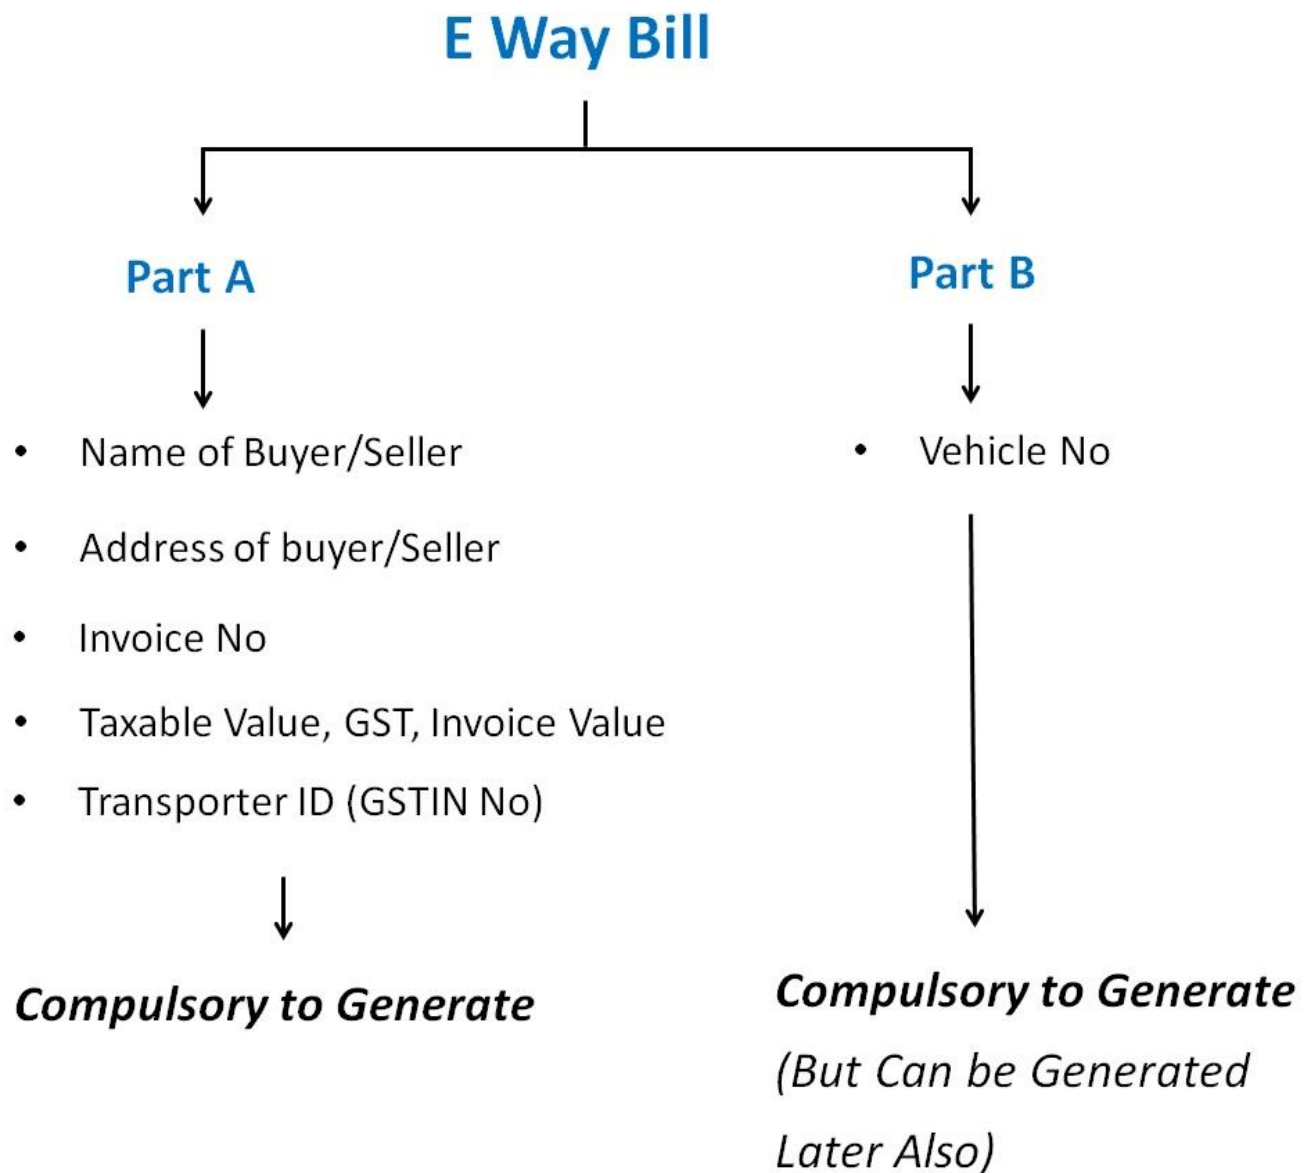 E Way Bill
Part A
• Name of Buyer/Seller
• Address of buyer/Seller
• Invoice No
• Taxable Value, GST, Invoice Value
• Transporter ID (GSTIN No)
Compulsory to Generate
Part B
• Vehicle No
Compulsory to Generate
(But Can be Generated
Later Also)